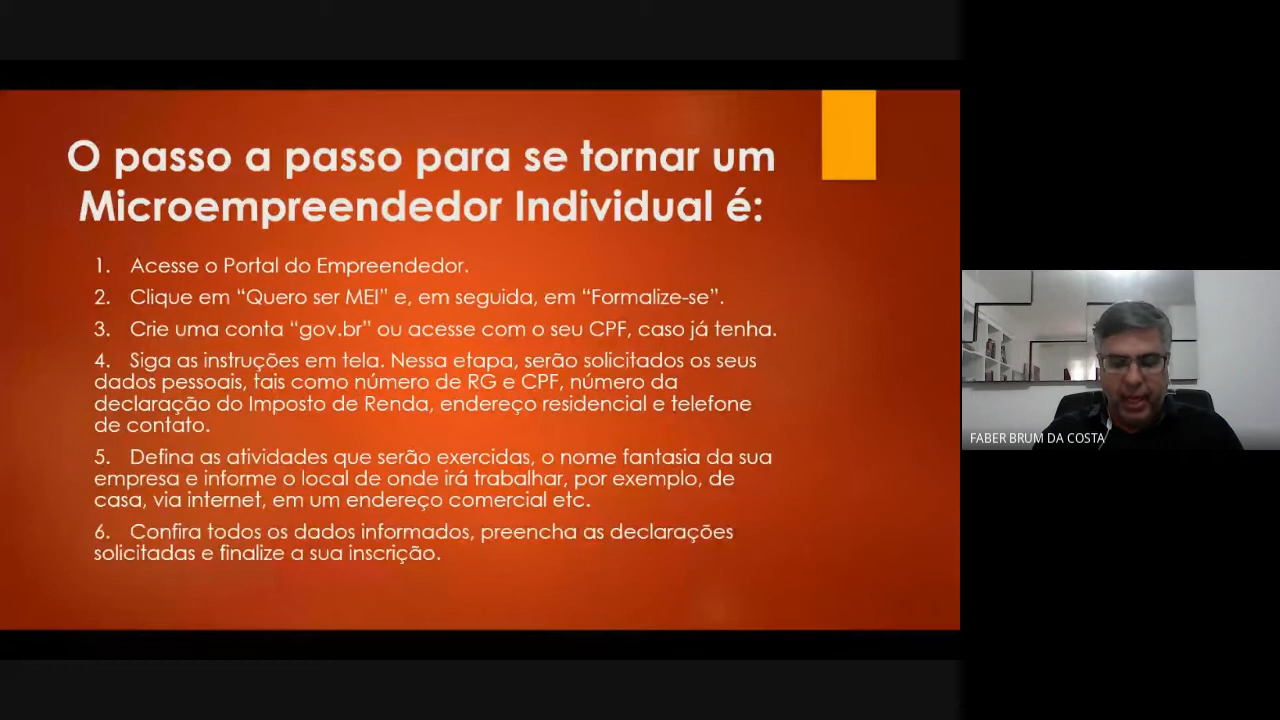 O passo a passo para se tornar um
Microempreendedor Individual é:
1. Acesse o Portal do Empreendedor.
2. Clique em “Quero ser MEI” e, em seguida, em “Formalize-se”.
3. Crie uma conta “gov.br” ou acesse com o seu CPF, caso já tenha.
4. Siga as instruções em tela. Nessa etapa, serão solicitados os seus
dados pessoais, tais como número de RG e CPF, número da
declaração do Imposto de Renda, endereço residencial e telefone
de contato.
5. Defina as atividades que serão exercidas, o nome fantasia da sua
empresa e informe o local de onde irá trabalhar, por exemplo, de
casa, via internet, em um endereço comercial etc.
6. Confira todos os dados informados, preencha as declarações
solicitadas e finalize a sua inscrição.
FABER BRUM DA COSTA